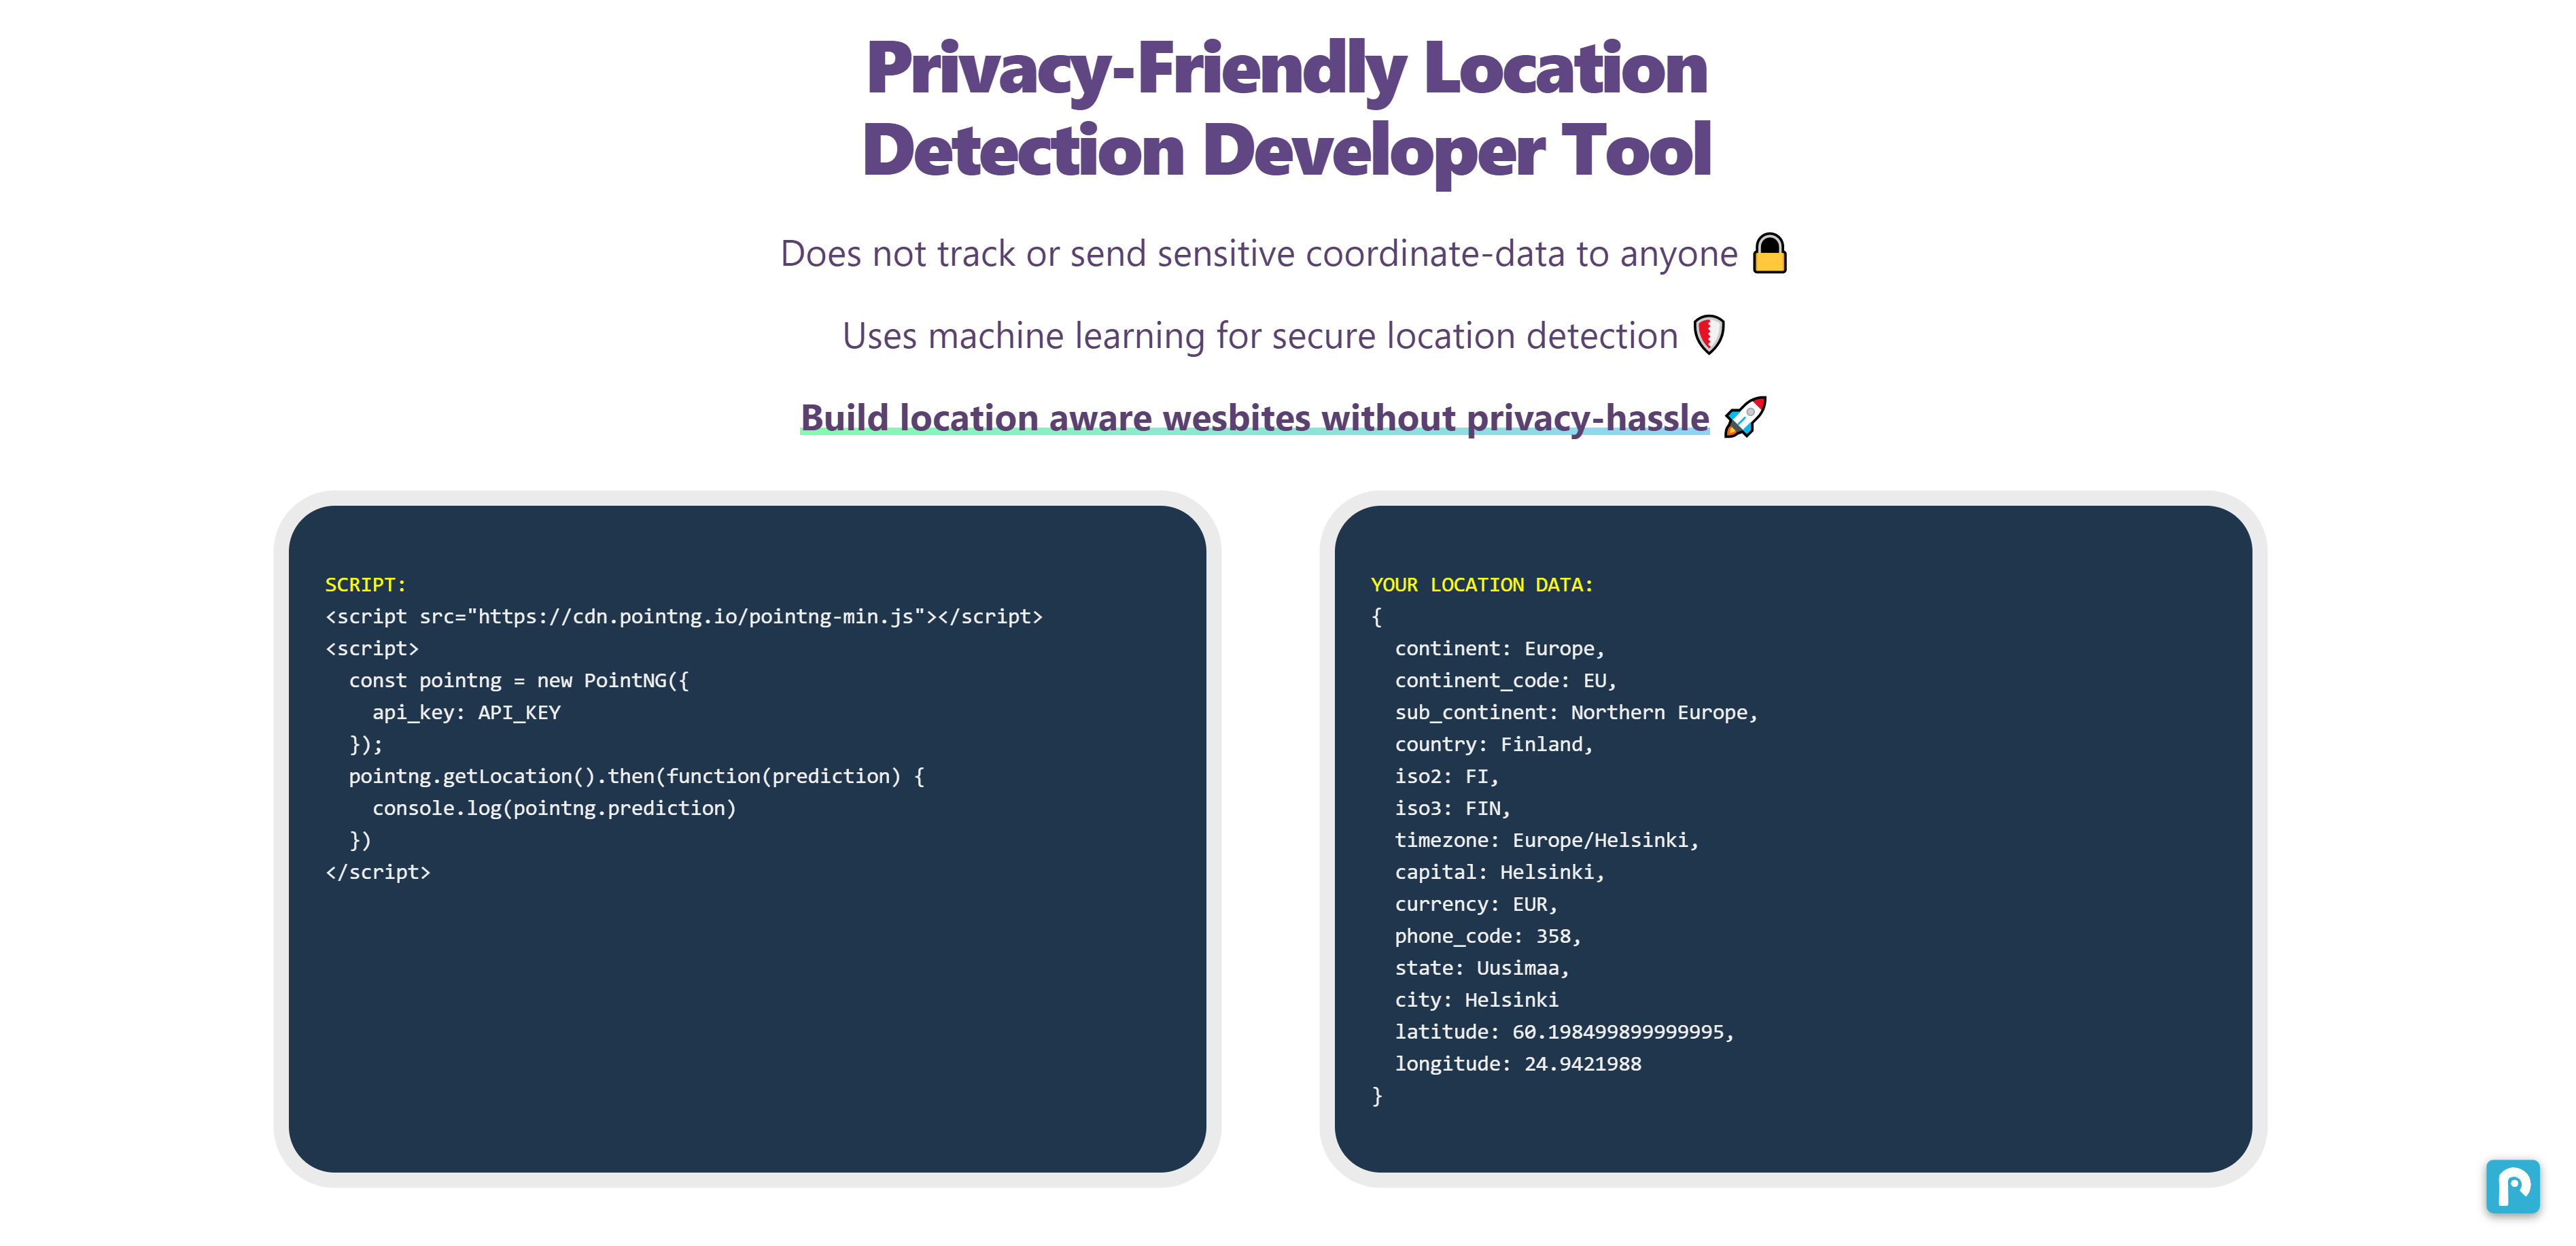 Privacy-Friendly Location
Detection Developer Tool
Does not track or send sensitive coordinate-data to anyone 🔒
Uses machine learning for secure location detection 🛡
Build location aware wesbites without privacy-hassle 🚀
SCRIPT:
<script src="https://cdn.pointng.io/pointng-min.js"></script>
<script>
const pointng = new PointNG({
api_key: API_KEY
});
pointng.getLocation().then(function(prediction) {
console.log(pointng.prediction)
})
</script>
YOUR LOCATION DATA:
{
continent: Europe,
continent_code: EU,
sub_continent: Northern Europe,
country: Finland,
iso2: FI,
iso3: FIN,
timezone: Europe/Helsinki,
capital: Helsinki,
currency: EUR,
phone_code: 358,
state: Uusimaa,
city: Helsinki
latitude: 60.198499899999995,
longitude: 24.9421988
}